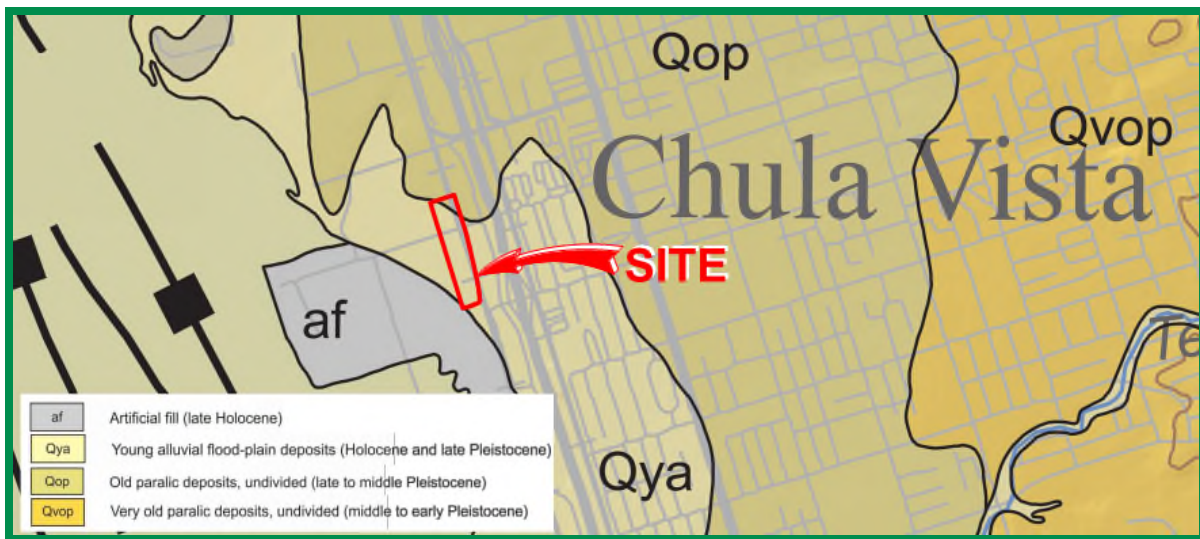 Qop
Qvop
Chula Vista
SITE
af
Te
Qya
af Artificial fill (late Holocene)
Qya Young alluvial flood-plain deposits (Holocene and late Pleistocene)
Qop Old paralic deposits, undivided (late to middle Pleistocene)
Qvop Very old paralic deposits, undivided (middle to early Pleistocene)